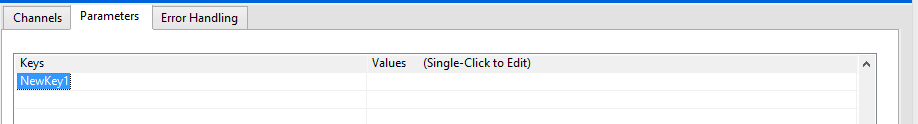 Channels Parameters Error Handling
Keys Values (Single-Click to Edit)
NewKey1